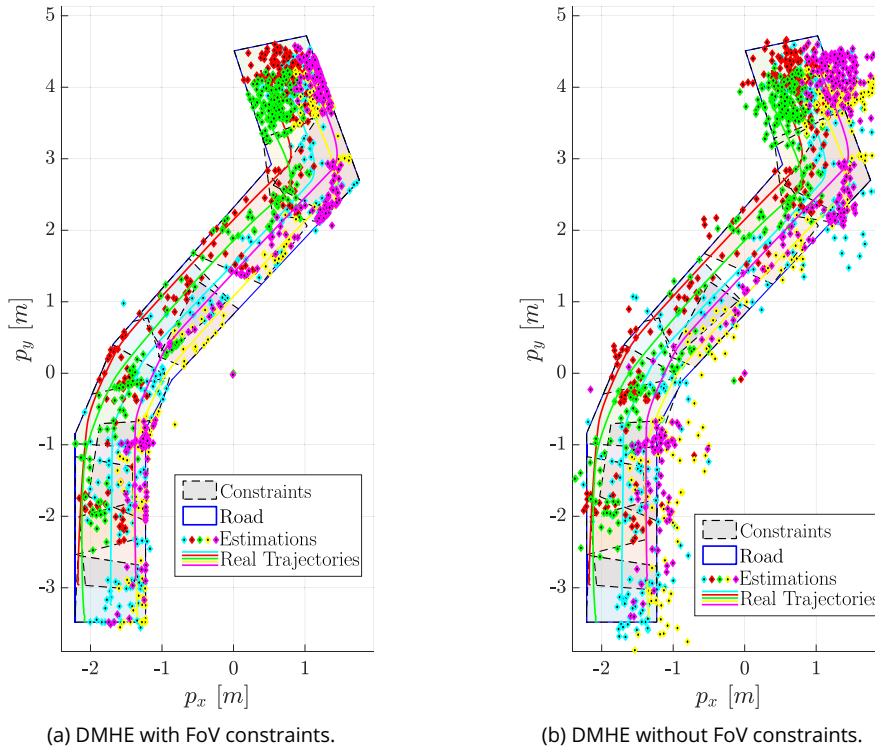 5
4
3
2
1
0
-1
-2
-3
p_y [m]
-2
-1
0
1
p_x [m]
Constraints
Road
Estimations
Real Trajectories
(a) DMHE with FoV constraints.
5
4
3
2
1
0
-1
-2
-3
p_y [m]
-2
-1
0
1
p_x [m]
Constraints
Road
Estimations
Real Trajectories
(b) DMHE without FoV constraints.